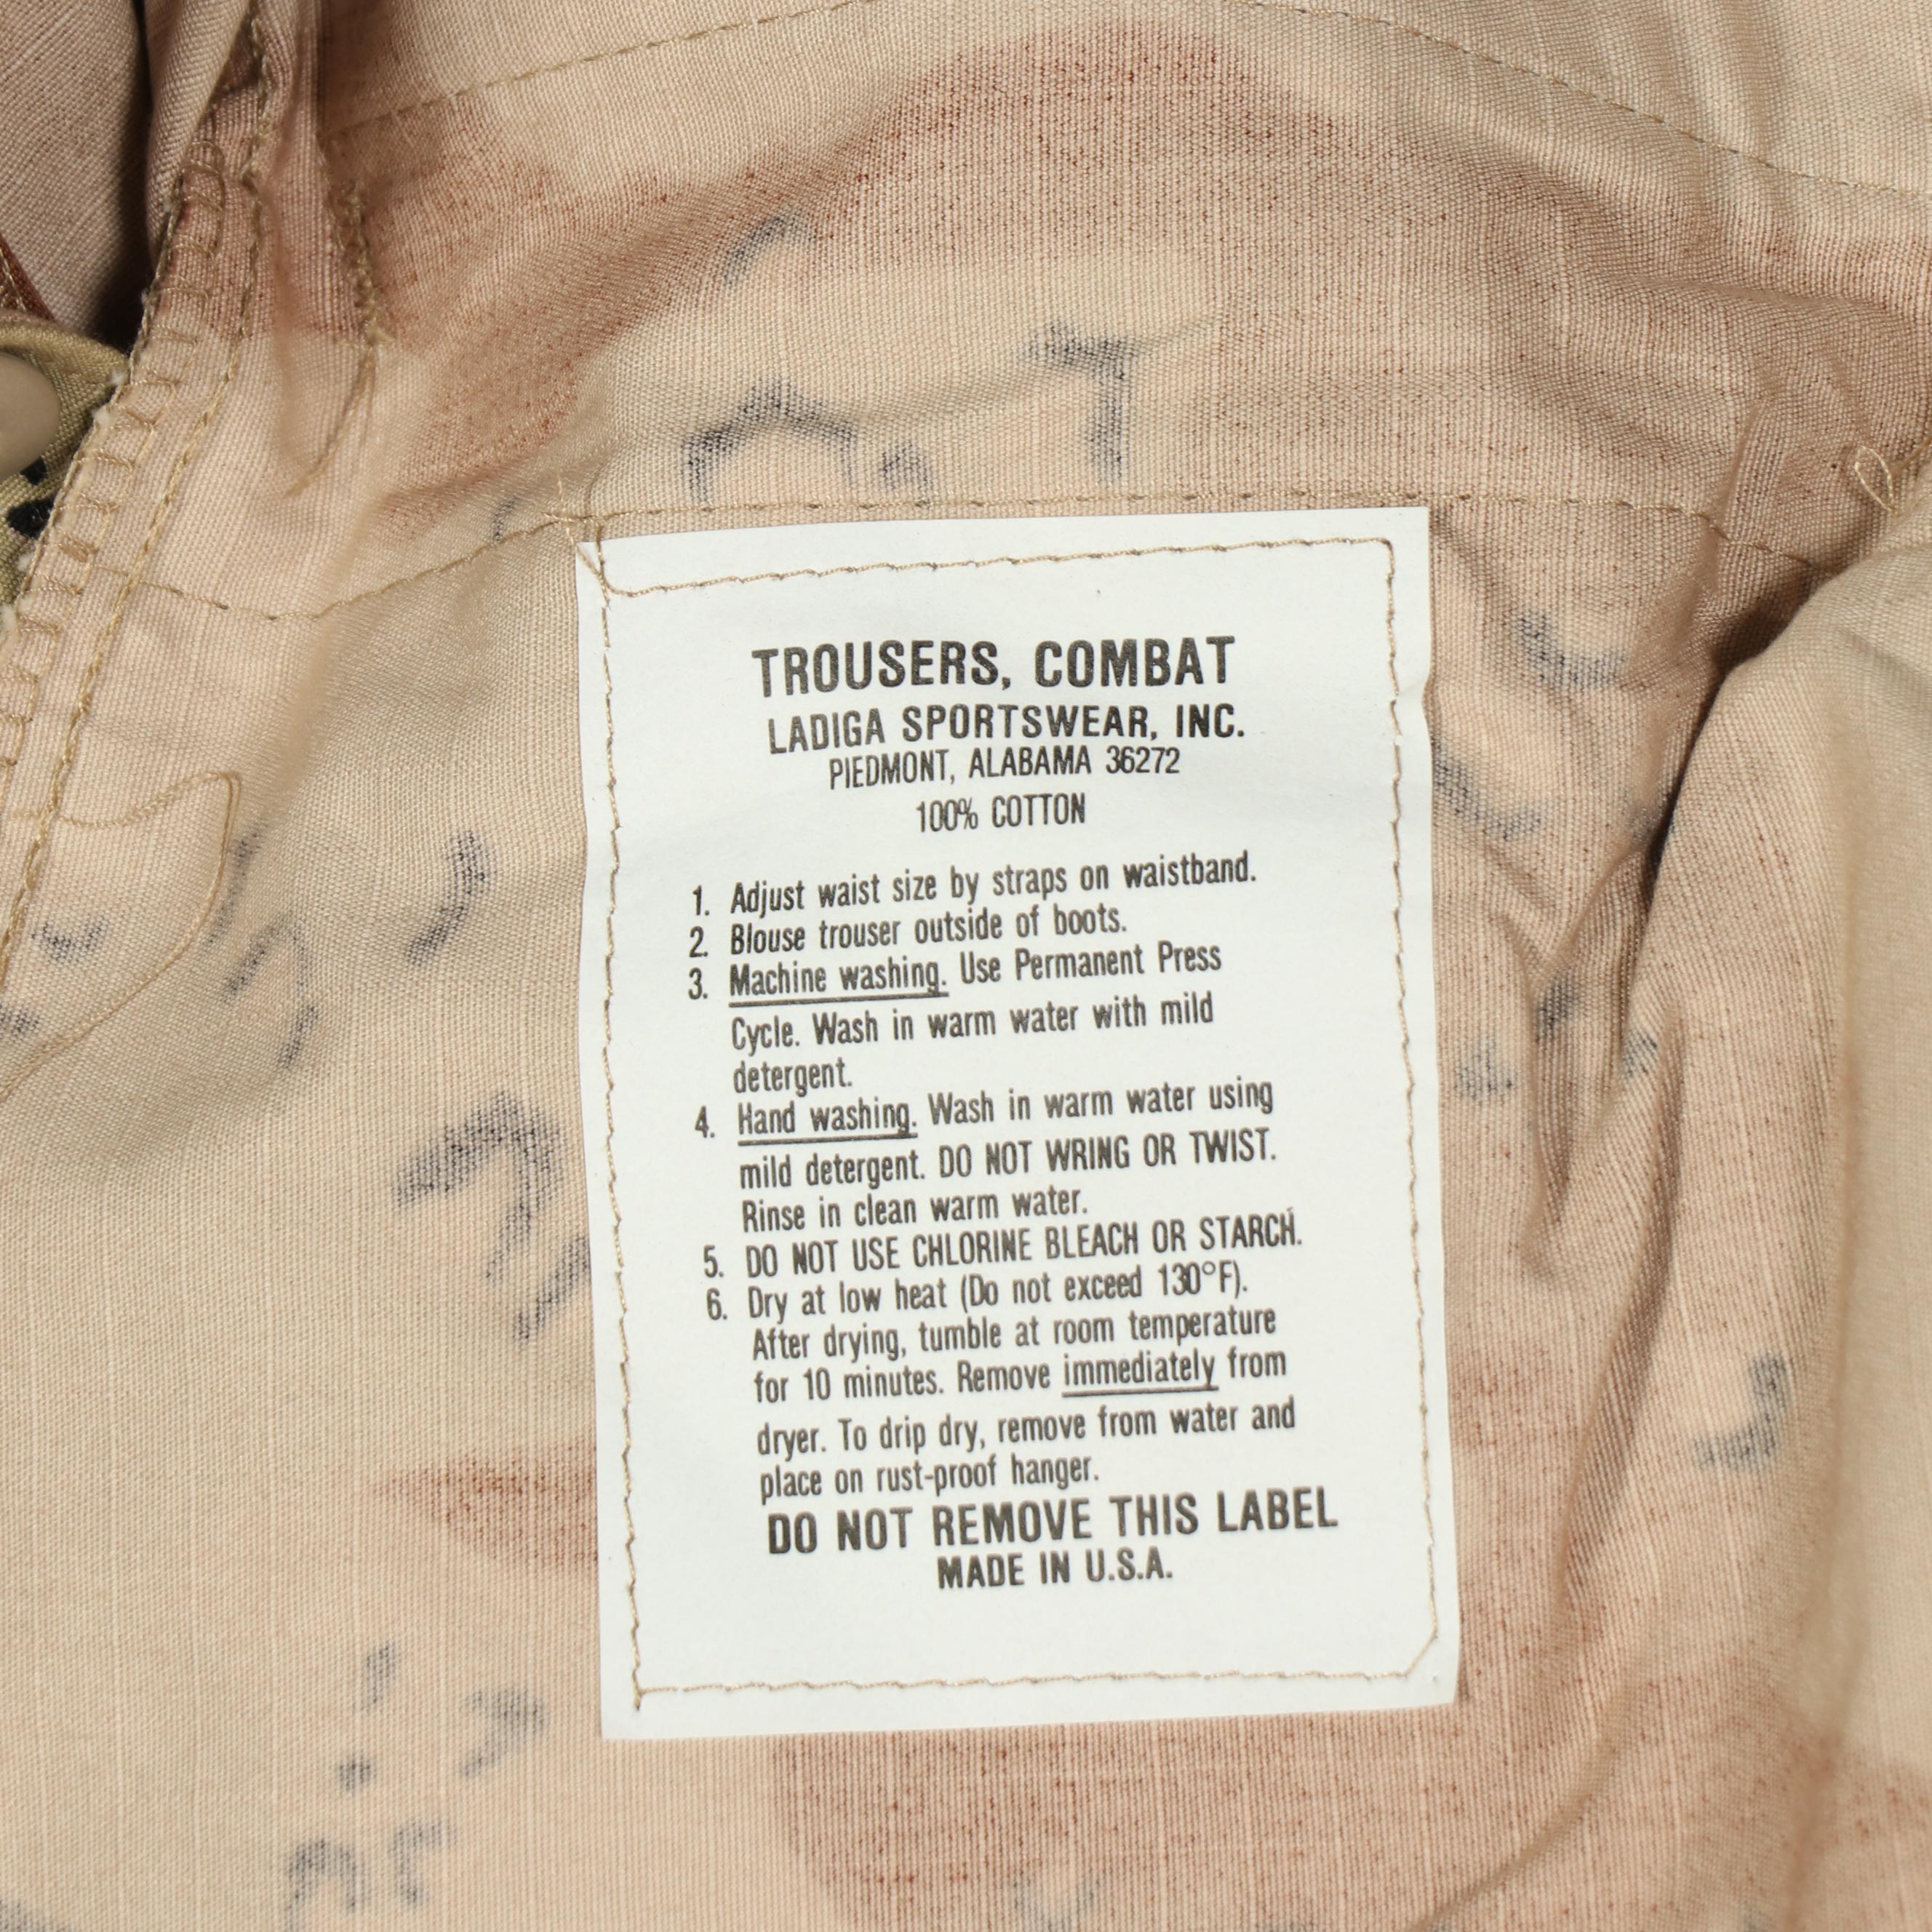 TROUSERS, COMBAT
LADIGA SPORTSWEAR, INC.
PIEDMONT, ALABAMA 36272
100% COTTON
1. Adjust waist size by straps on waistband.
2. Blouse trouser outside of boots.
3. Machine washing. Use Permanent Press
Cycle. Wash in warm water with mild
detergent.
4. Hand washing. Wash in warm water using
mild detergent. DO NOT WRING OR TWIST.
Rinse in clean warm water.
5. DO NOT USE CHLORINE BLEACH OR STARCH.
6. Dry at low heat (Do not exceed 130°F).
After drying, tumble at room temperature
for 10 minutes. Remove immediately from
dryer. To drip dry, remove from water and
place on rust-proof hanger.
DO NOT REMOVE THIS LABEL
MADE IN U.S.A.